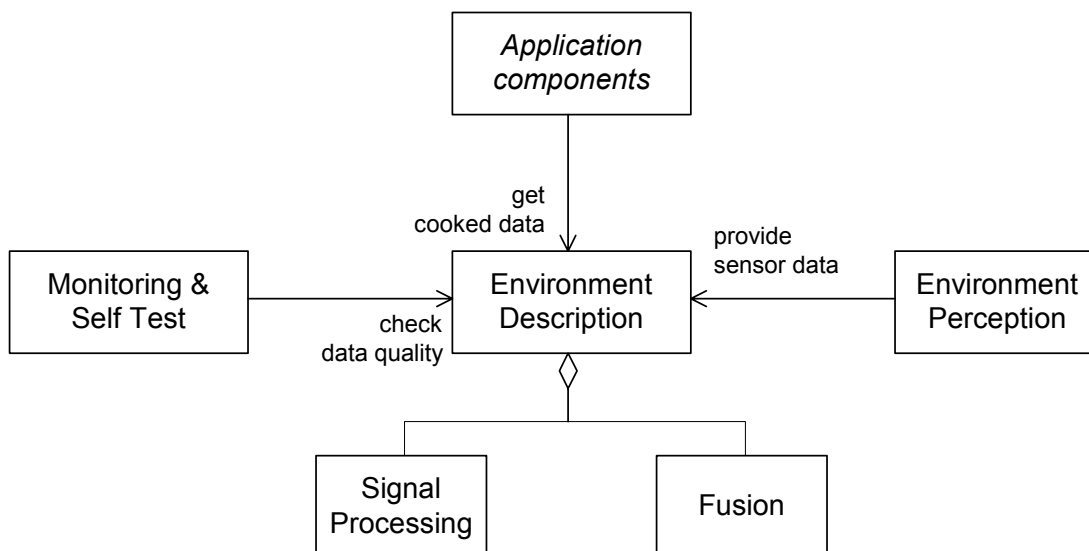 Application
components
get
cooked data
provide
sensor data
Monitoring &
Self Test
Environment
Description
Environment
Perception
check
data quality
Signal
Processing
Fusion